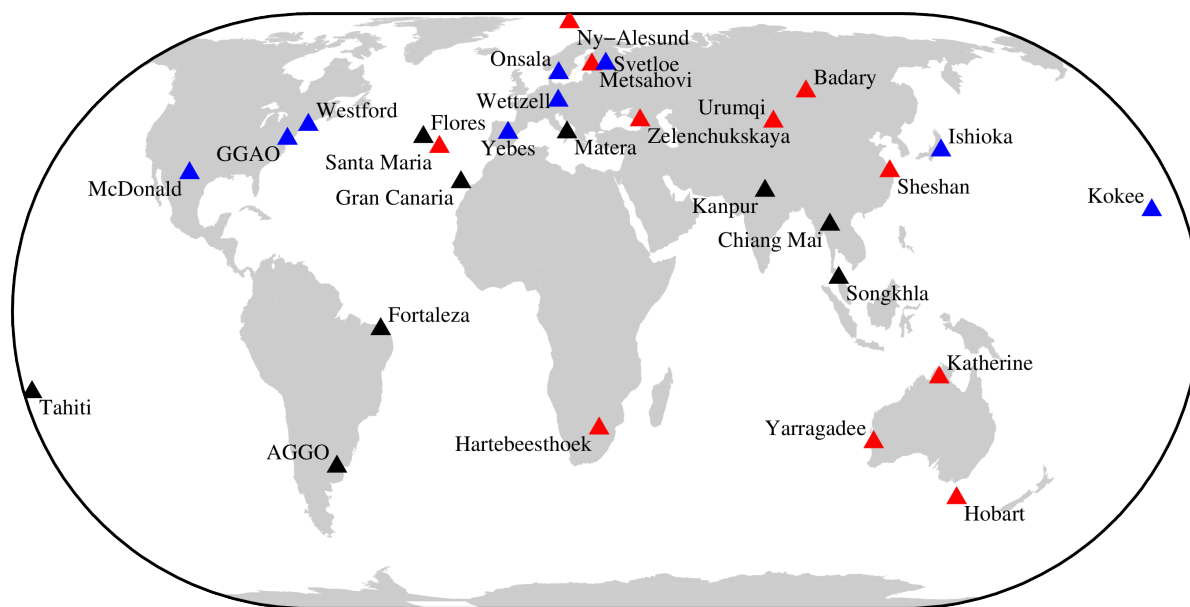 Ny−Alesund
Onsala
Svetloe
Metsahovi
Badary
Wettzell
Urumqi
Westford
Flores
Zelenchukskaya
Ishioka
GGAO
Yebes
Matera
Santa Maria
McDonald
Gran Canaria
Sheshan
Kokee
Kanpur
Chiang Mai
Songkhla
Fortaleza
Katherine
Tahiti
Yarragadee
Hartebeesthoek
AGGO
Hobart